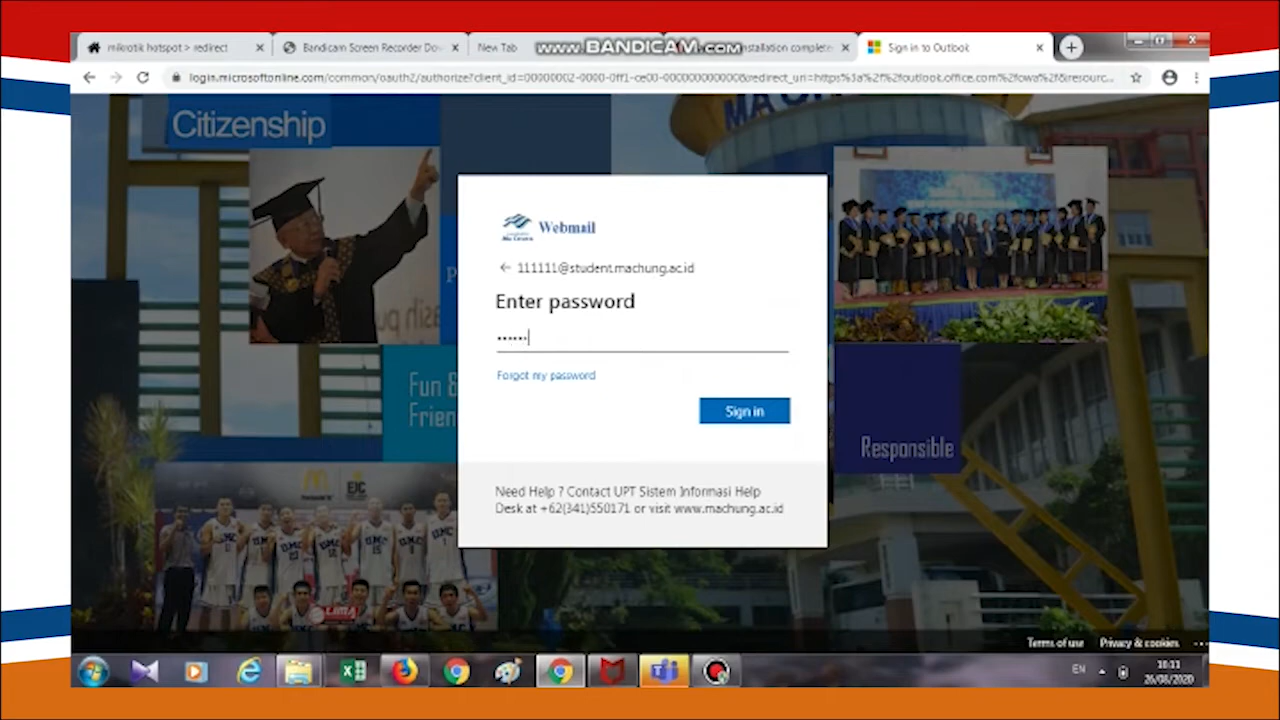 mikrotik hotspot > redirect
Bandicam Screen Recorder Do
New Tab
www.BANDICAM.com
nstallation complete
Sign in to Outlook
login.microsoftonline.com/common/oauth2/authorize?client_id=00000002-0000-0ff1-ce00-000000000000&redirect_uri=https%3a%2f%2foutlook.office.com%2fowa%2f&resourc...
Citizenship
MA CH
Webmail
111111@student.machung.ac.id
Enter password
••••••
Forgot my password
Sign in
Fun &
Frien
Responsible
Need Help ? Contact UPT Sistem Informasi Help
Desk at +62(341)550171 or visit www.machung.ac.id
EJC
LIMA
Terms of use
Privacy & cookies
...
EN
26/08/2020